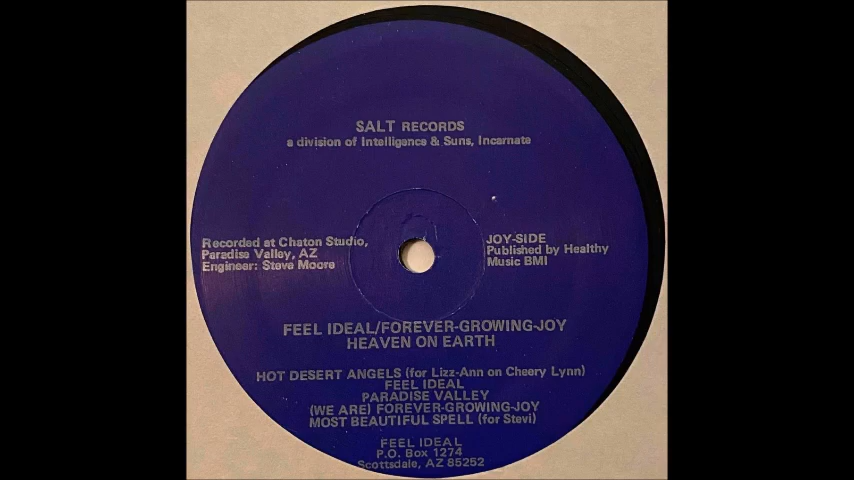 SALT RECORDS
a division of Intelligence & Suns, Incarnate
Recorded at Chaton Studio,
Paradise Valley, AZ
Engineer: Steve Moore
JOY-SIDE
Published by Healthy
Music BMI
FEEL IDEAL/FOREVER-GROWING-JOY
HEAVEN ON EARTH
HOT DESERT ANGELS (for Lizz-Ann on Cheery Lynn)
FEEL IDEAL
PARADISE VALLEY
(WE ARE) FOREVER-GROWING-JOY
MOST BEAUTIFUL SPELL (for Stevi)
FEEL IDEAL
P.O. Box 1274
Scottsdale, AZ 85252